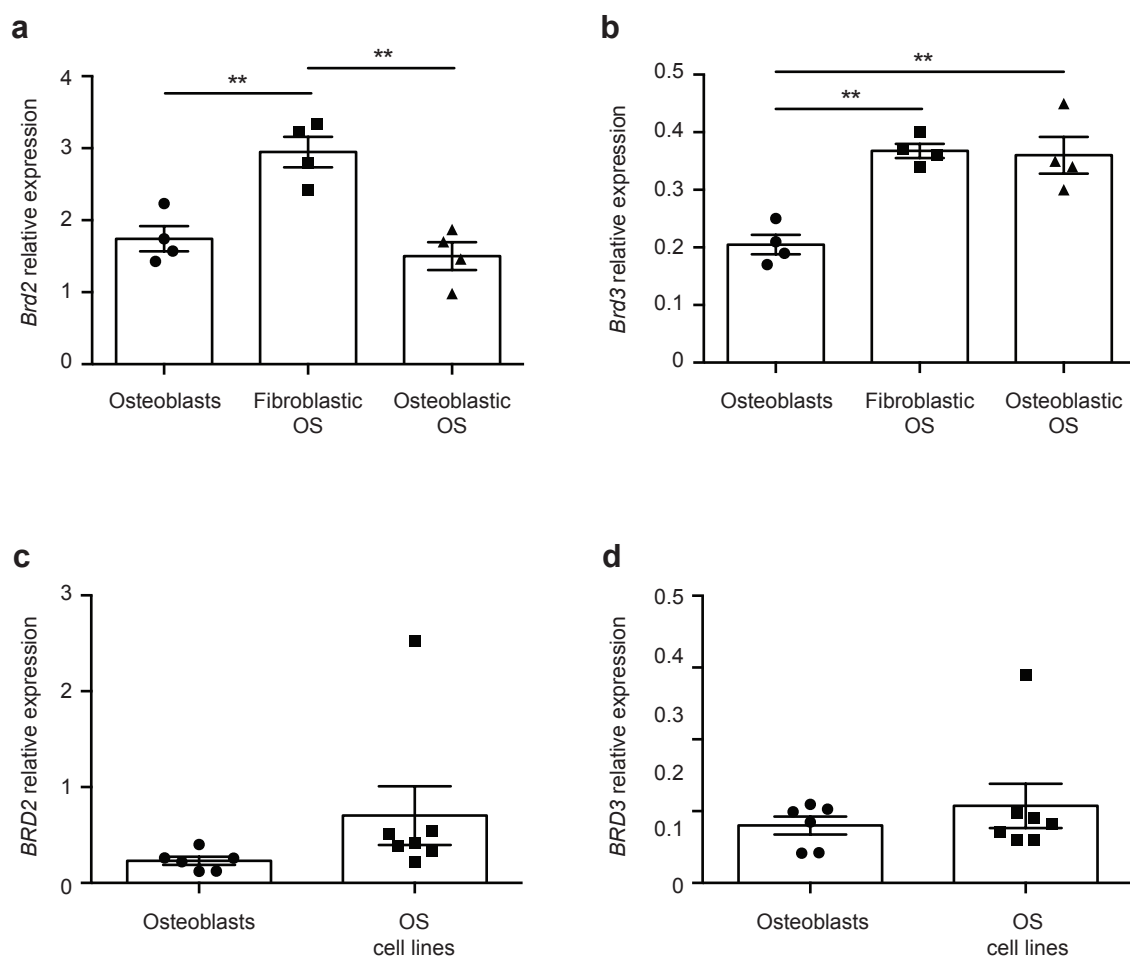 a
**
**
Brd2 relative expression
4
3
2
1
0
Osteoblasts
Fibroblastic
OS
Osteoblastic
OS
b
**
**
Brd3 relative expression
0.5
0.4
0.3
0.2
0.1
0
Osteoblasts
Fibroblastic
OS
Osteoblastic
OS
c
BRD2 relative expression
3
2
1
0
Osteoblasts
OS
cell lines
d
BRD3 relative expression
0.5
0.4
0.3
0.2
0.1
0
Osteoblasts
OS
cell lines